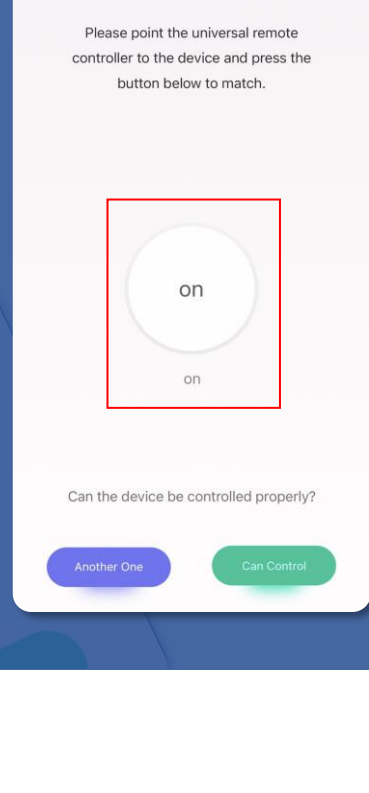 Please point the universal remote
controller to the device and press the
button below to match.
on
on
Can the device be controlled properly?
Another One
Can Control